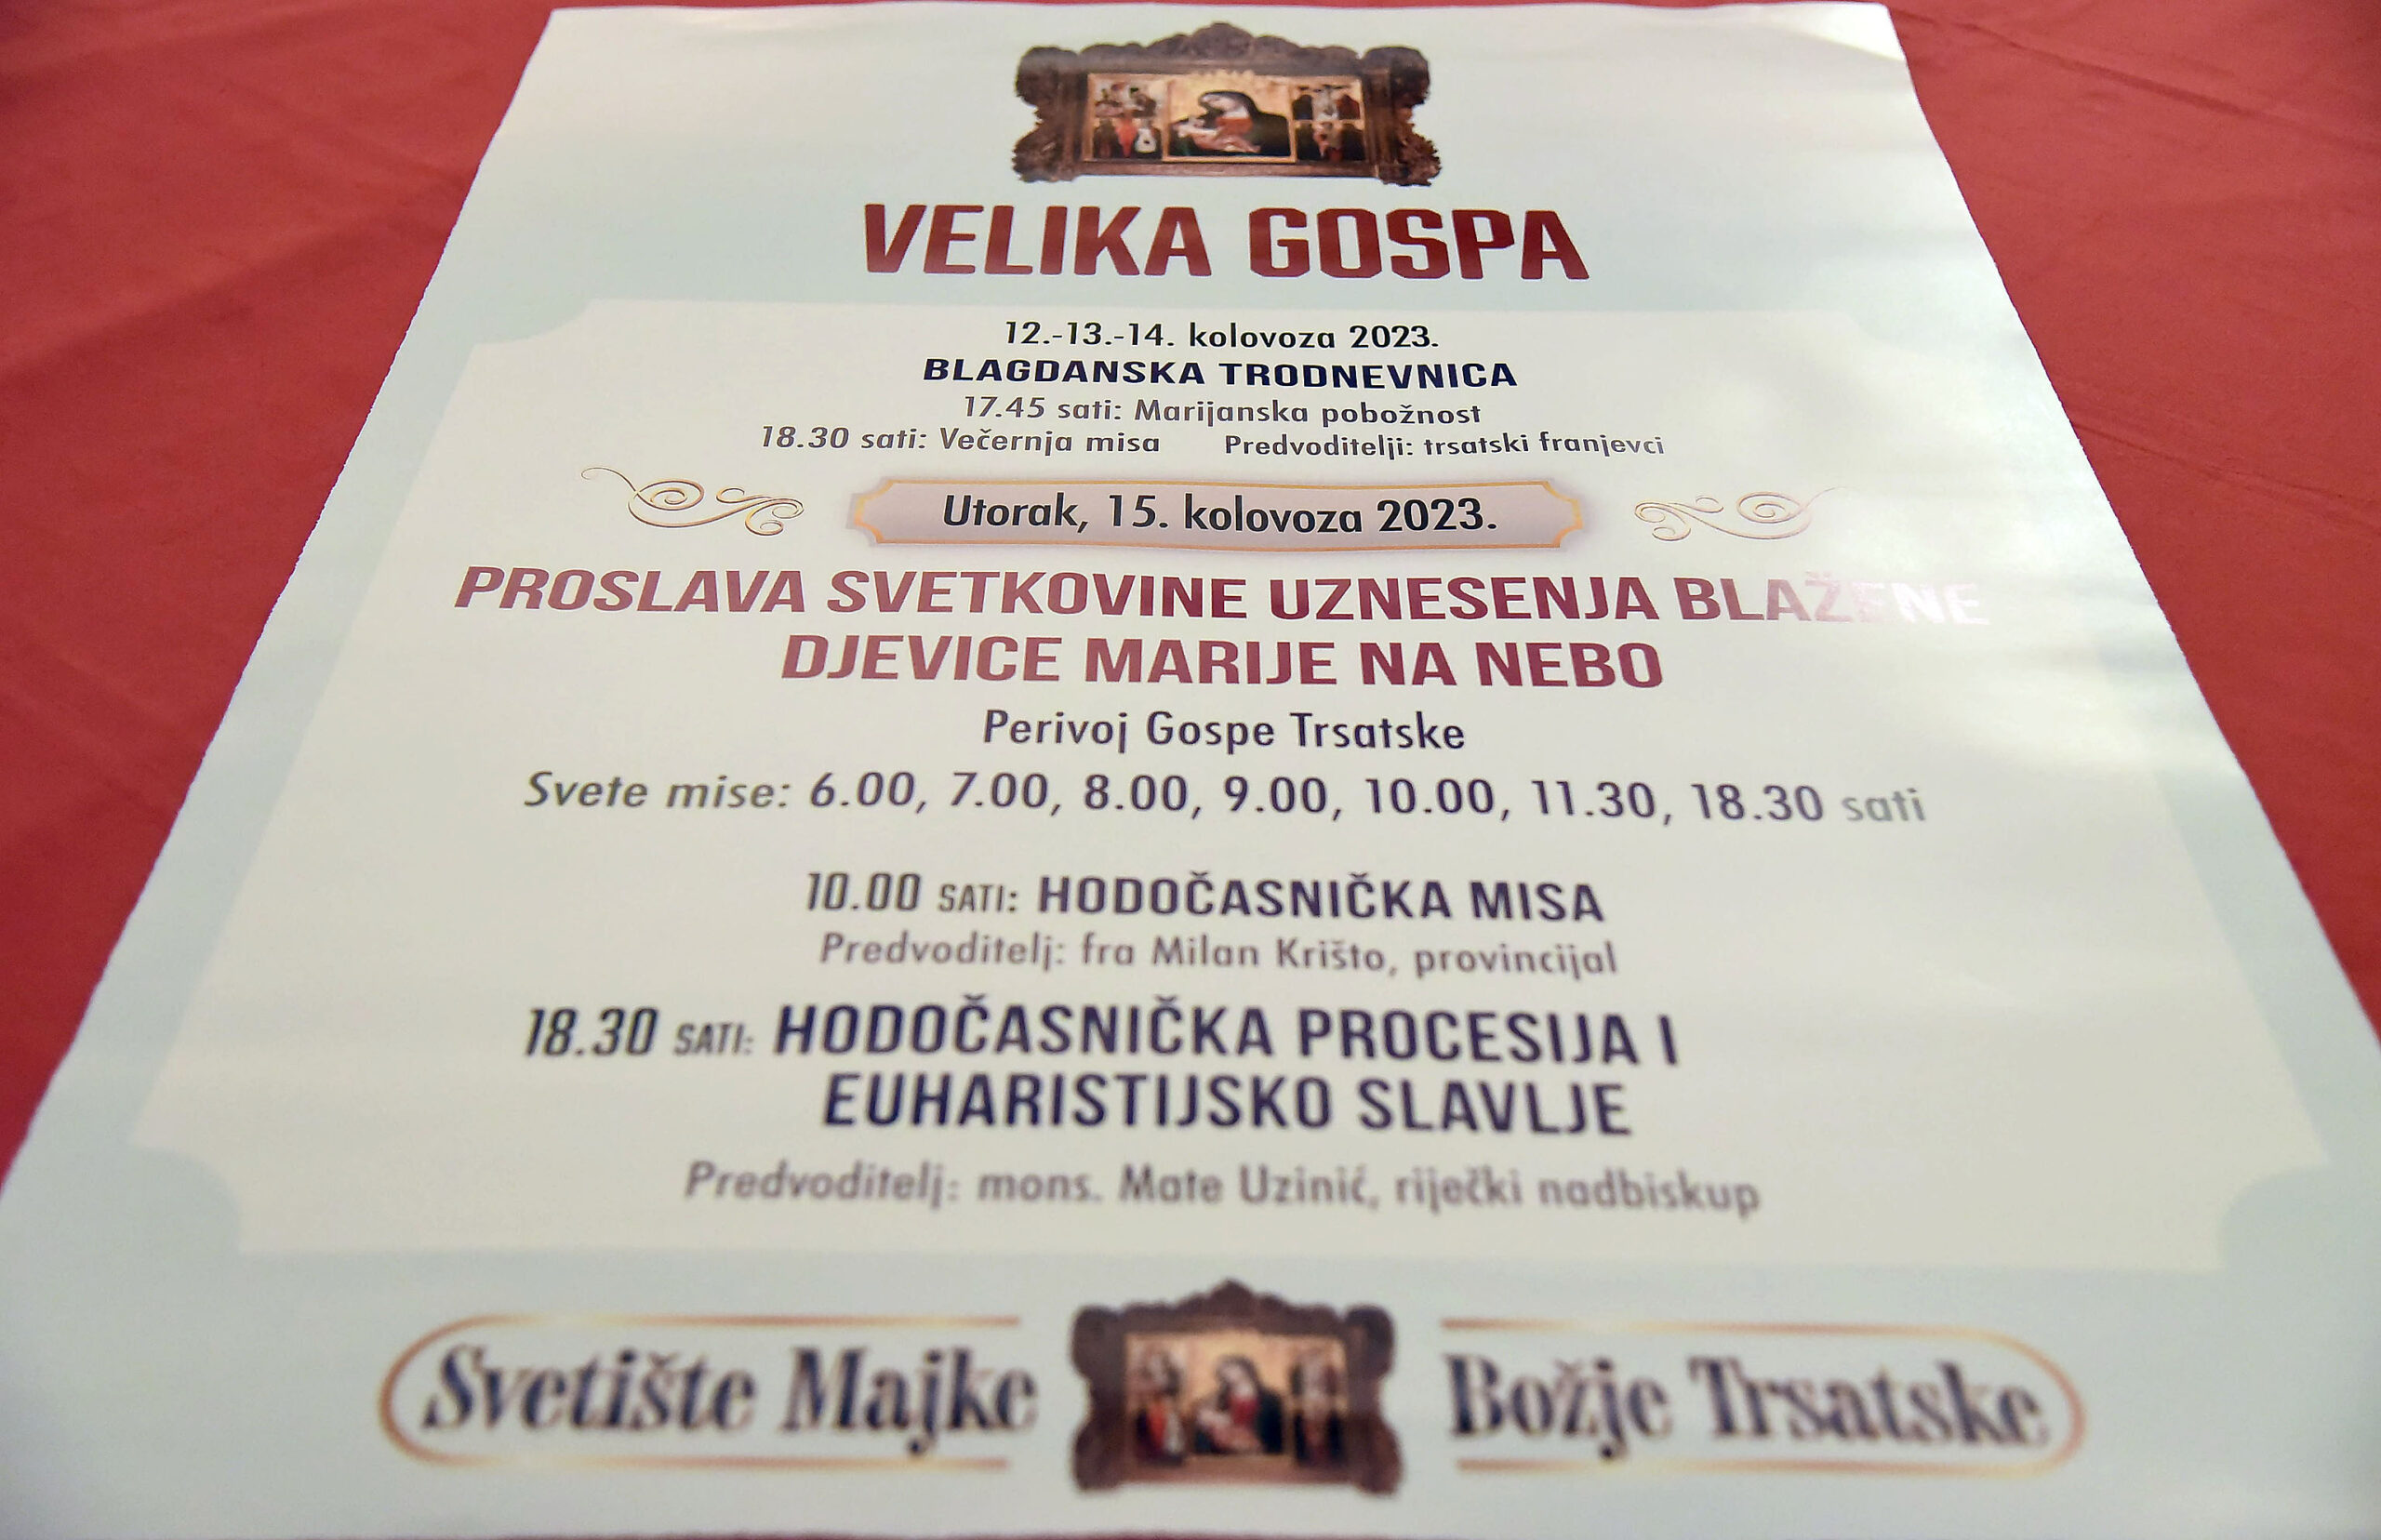 VELIKA GOSPA
12.-13.-14. kolovoza 2023.
BLAGDANSKA TRODNEVNICA
17.45 sati: Marijanska pobožnost
18.30 sati: Večernja misa Predvoditelji: trsatski franjevci
Utorak, 15. kolovoza 2023.
PROSLAVA SVETKOVINE UZNESENJA BLAŽENE
DJEVICE MARIJE NA NEBO
Perivoj Gospe Trsatske
Svete mise: 6.00, 7.00, 8.00, 9.00, 10.00, 11.30, 18.30 sati
10.00 SATI: HODOČASNIČKA MISA
Predvoditelj: fra Milan Krišto, provincijal
18.30 SATI: HODOČASNIČKA PROCESIJA I
EUHARISTIJSKO SLAVLJE
Predvoditelj: mons. Mate Uzinić, riječki nadbiskup
Svetište Majke Božje Trsatske